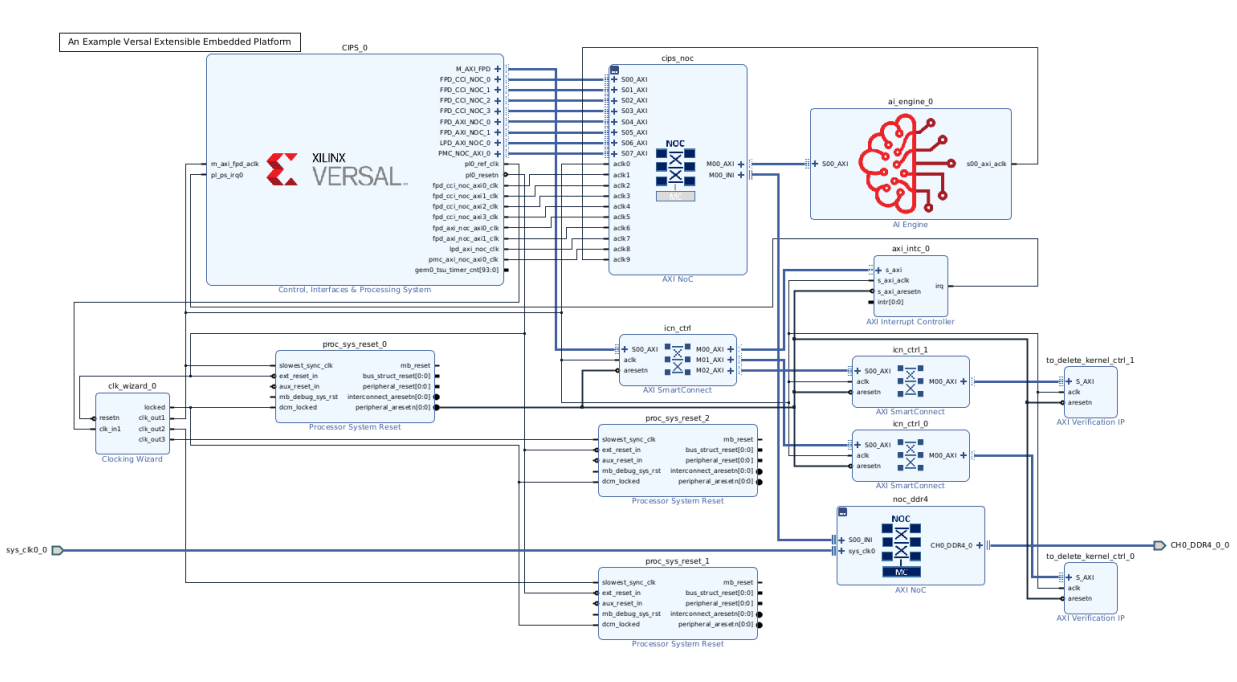 An Example Versal Extensible Embedded Platform
CIPS_0
M_AXI_FPD
FPD_CCI_NOC_0
FPD_CCI_NOC_1
FPD_CCI_NOC_2
FPD_CCI_NOC_3
FPD_AXI_NOC_0
FPD_AXI_NOC_1
LPD_AXI_NOC_0
PMC_NOC_AXI_0
m_axi_fpd_aclk
pl_ps_irq0
XILINX
VERSAL
pl0_ref_clk
pl0_resetn
fpd_cci_noc_axi0_clk
fpd_cci_noc_axi1_clk
fpd_cci_noc_axi2_clk
fpd_cci_noc_axi3_clk
fpd_axi_noc_axi0_clk
fpd_axi_noc_axi1_clk
lpd_axi_noc_clk
pmc_axi_noc_axi0_clk
gem0_tsu_timer_cnt[93:0]
Control, Interfaces & Processing System
cips_noc
S00_AXI
S01_AXI
S02_AXI
S03_AXI
S04_AXI
S05_AXI
S06_AXI
S07_AXI
aclk0
aclk1
aclk2
aclk3
aclk4
aclk5
aclk6
aclk7
aclk8
aclk9
NOC
MC
M00_AXI
M00_INI
AXI NoC
ai_engine_0
S00_AXI
s00_axi_aclk
AI Engine
axi_intc_0
s_axi
s_axi_aclk
s_axi_aresetn
intr[0:0]
irq
AXI Interrupt Controller
icn_ctrl
S00_AXI
aclk
aresetn
M00_AXI
M01_AXI
M02_AXI
AXI SmartConnect
icn_ctrl_1
S00_AXI
aclk
aresetn
M00_AXI
AXI SmartConnect
to_delete_kernel_ctrl_1
S_AXI
aclk
aresetn
AXI Verification IP
proc_sys_reset_0
slowest_sync_clk
ext_reset_in
aux_reset_in
mb_debug_sys_rst
dcm_locked
mb_reset
bus_struct_reset[0:0]
peripheral_reset[0:0]
interconnect_aresetn[0:0]
peripheral_aresetn[0:0]
Processor System Reset
clk_wizard_0
resetn
clk_in1
locked
clk_out1
clk_out2
clk_out3
Clocking Wizard
proc_sys_reset_2
slowest_sync_clk
ext_reset_in
aux_reset_in
mb_debug_sys_rst
dcm_locked
mb_reset
bus_struct_reset[0:0]
peripheral_reset[0:0]
interconnect_aresetn[0:0]
peripheral_aresetn[0:0]
Processor System Reset
icn_ctrl_0
S00_AXI
aclk
aresetn
M00_AXI
AXI SmartConnect
noc_ddr4
S00_INI
sys_clk0
NOC
MC
CH0_DDR4_0
AXI NoC
sys_clk0_0
CH0_DDR4_0_0
to_delete_kernel_ctrl_0
S_AXI
aclk
aresetn
AXI Verification IP
proc_sys_reset_1
slowest_sync_clk
ext_reset_in
aux_reset_in
mb_debug_sys_rst
dcm_locked
mb_reset
bus_struct_reset[0:0]
peripheral_reset[0:0]
interconnect_aresetn[0:0]
peripheral_aresetn[0:0]
Processor System Reset